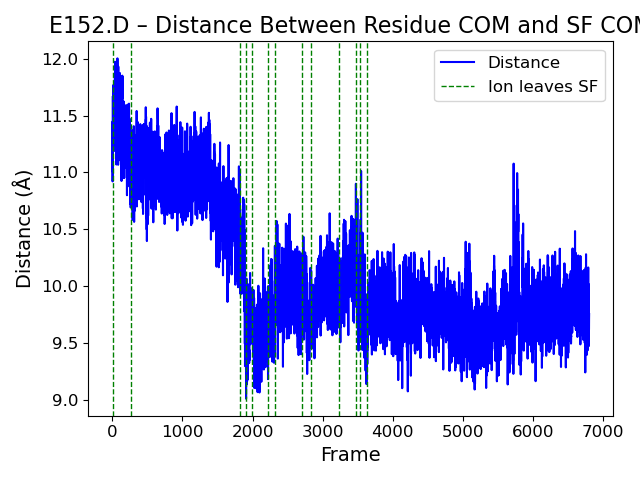 E152.D – Distance Between Residue COM and SF COM
Distance
Ion leaves SF
Distance (Å)
12.0
11.5
11.0
10.5
10.0
9.5
9.0
0 1000 2000 3000 4000 5000 6000 7000
Frame